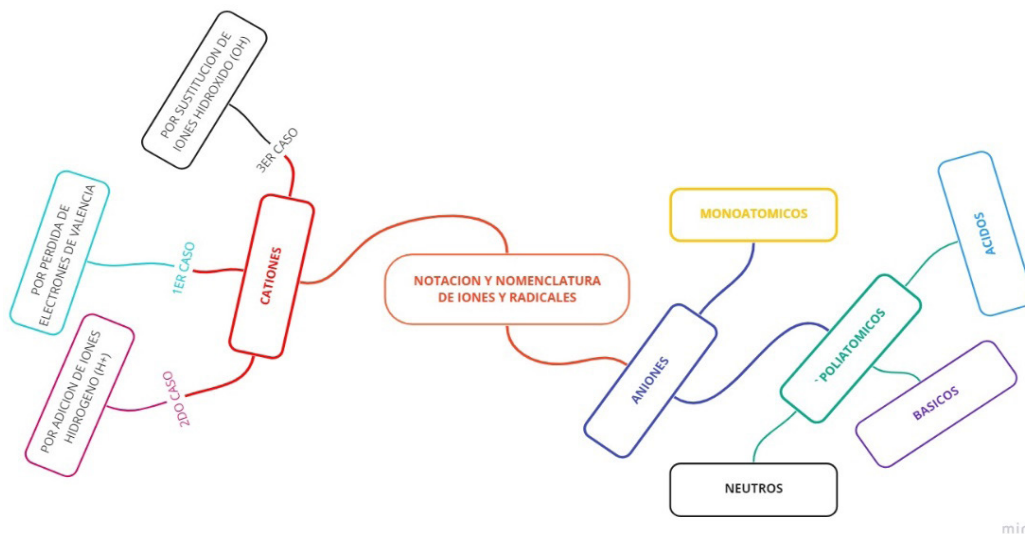 NOTACION Y NOMENCLATURA
DE IONES Y RADICALES
CATIONES
1ER CASO
POR PERDIDA DE
ELECTRONES DE VALENCIA
2DO CASO
POR ADICION DE IONES
HIDROGENO (H+)
3ER CASO
POR SUSTITUCION DE
IONES HIDROXIDO (OH)
ANIONES
MONOATOMICOS
POLIATOMICOS
ACIDOS
BASICOS
NEUTROS